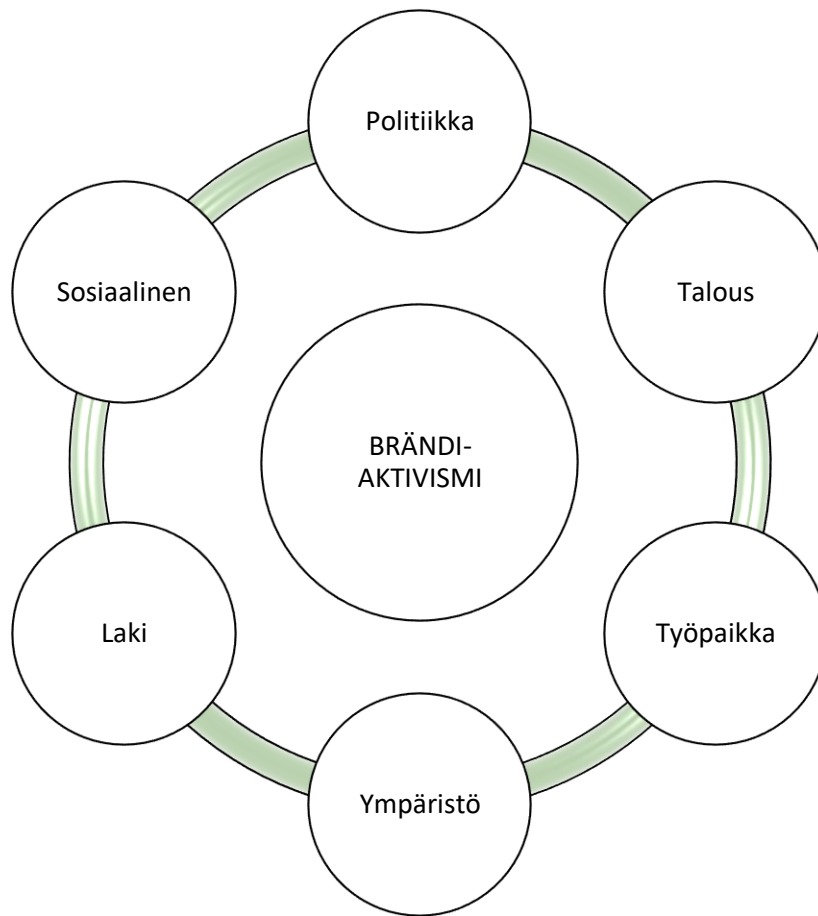 Politiikka
Sosiaalinen
Talous
BRÄNDI-
AKTIVISMI
Laki
Työpaikka
Ympäristö